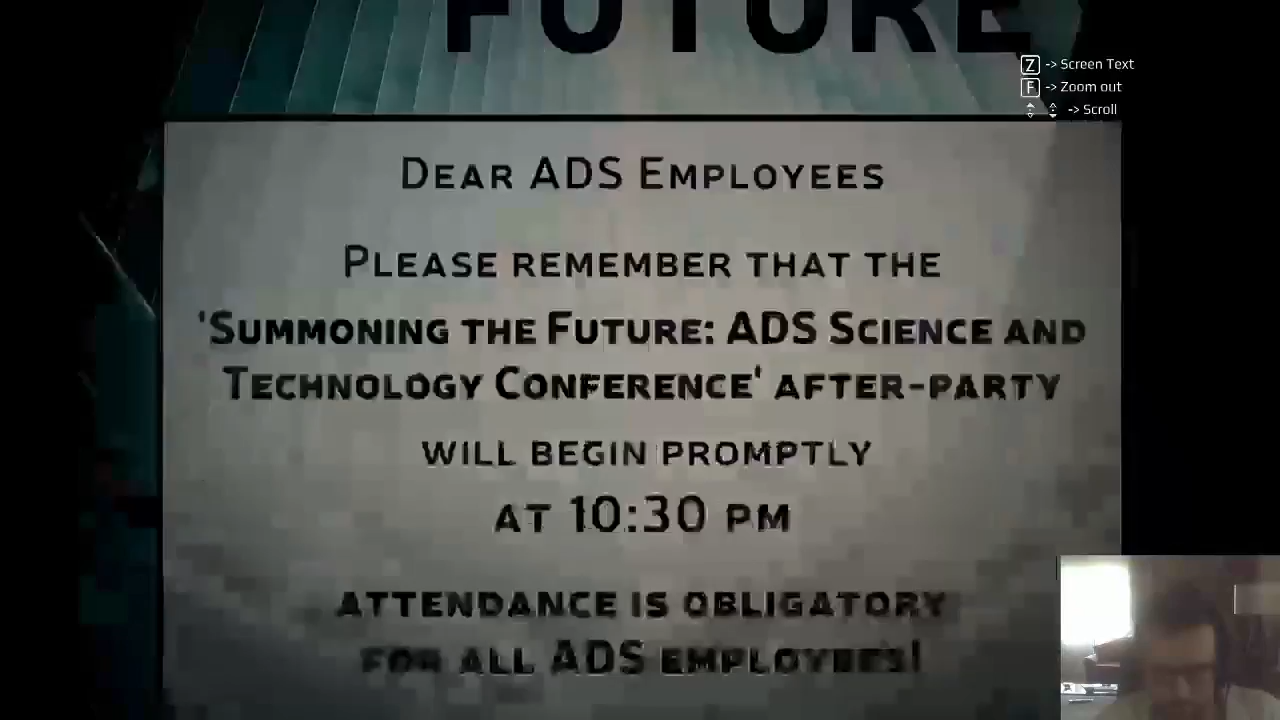 FUTURE
Z -> Screen Text
F -> Zoom out
-> Scroll
DEAR ADS EMPLOYEES
PLEASE REMEMBER THAT THE
'SUMMONING THE FUTURE: ADS SCIENCE AND
TECHNOLOGY CONFERENCE' AFTER-PARTY
WILL BEGIN PROMPTLY
AT 10:30 PM
ATTENDANCE IS OBLIGATORY
FOR ALL ADS EMPLOYEES!